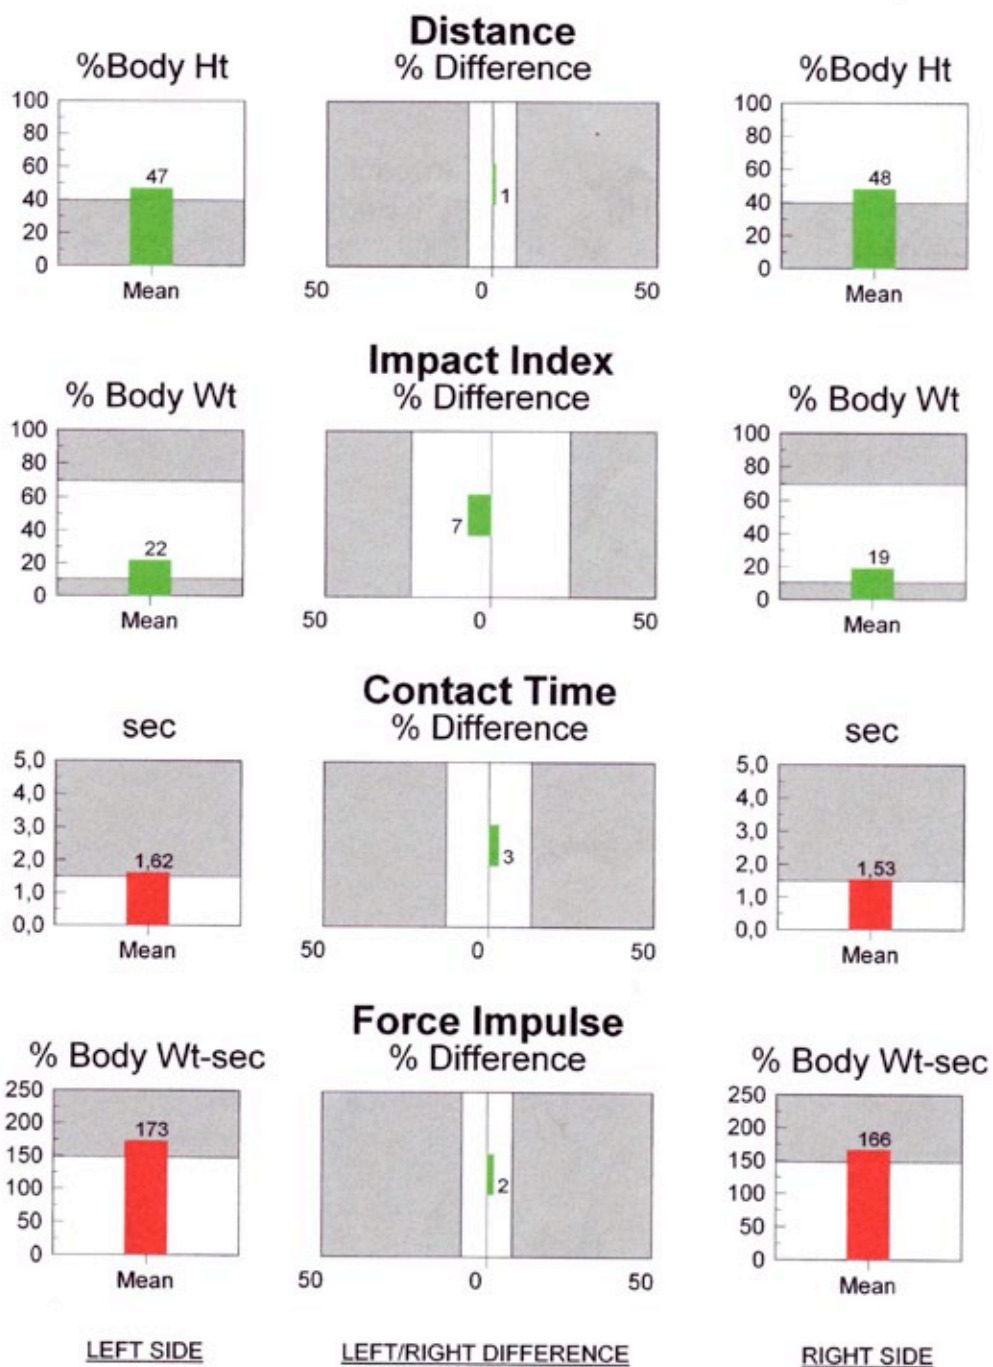 Distance
%Body Ht
% Difference
%Body Ht
100
80
60
40
20
0
47
Mean
1
50
0
50
100
80
60
40
20
0
48
Mean
Impact Index
% Body Wt
% Difference
% Body Wt
100
80
60
40
20
0
22
Mean
7
50
0
50
100
80
60
40
20
0
19
Mean
Contact Time
sec
% Difference
sec
5,0
4,0
3,0
2,0
1,0
0,0
1,62
Mean
3
50
0
50
5,0
4,0
3,0
2,0
1,0
0,0
1,53
Mean
Force Impulse
% Body Wt-sec
% Difference
% Body Wt-sec
250
200
150
100
50
0
173
Mean
2
50
0
50
250
200
150
100
50
0
166
Mean
LEFT SIDE
LEFT/RIGHT DIFFERENCE
RIGHT SIDE